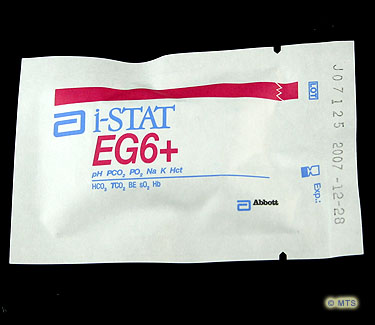 i-STAT
EG6+
pH PCO₂ PO₂ Na K Hct
HCO₃ TCO₂ BE sO₂ Hb
Abbott
LOT J07125
Exp.: 2007-12-28
© MTS